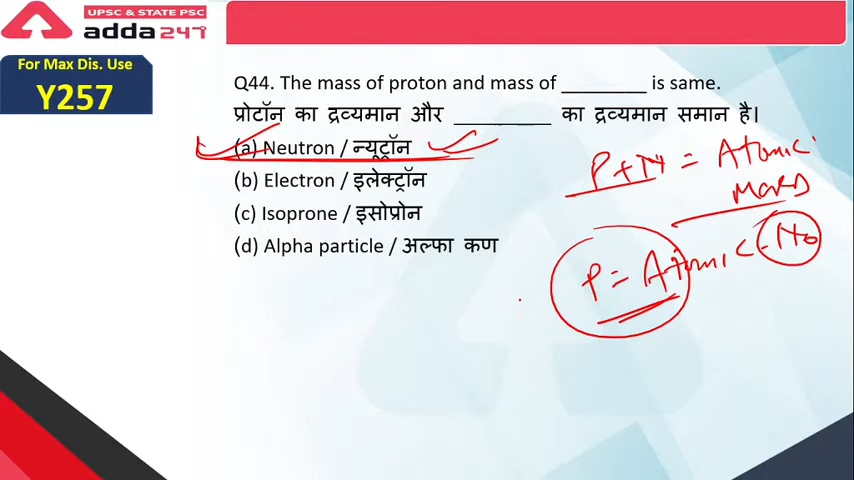 UPSC & STATE PSC
adda247
For Max Dis. Use
Y257
Q44. The mass of proton and mass of ________ is same.
प्रोटॉन का द्रव्यमान और _________ का द्रव्यमान समान है।
(a) Neutron / न्यूट्रॉन
(b) Electron / इलेक्ट्रॉन
(c) Isoprone / इसोप्रोन
(d) Alpha particle / अल्फा कण
P+N = Atomic
Mass
P = Atomic No